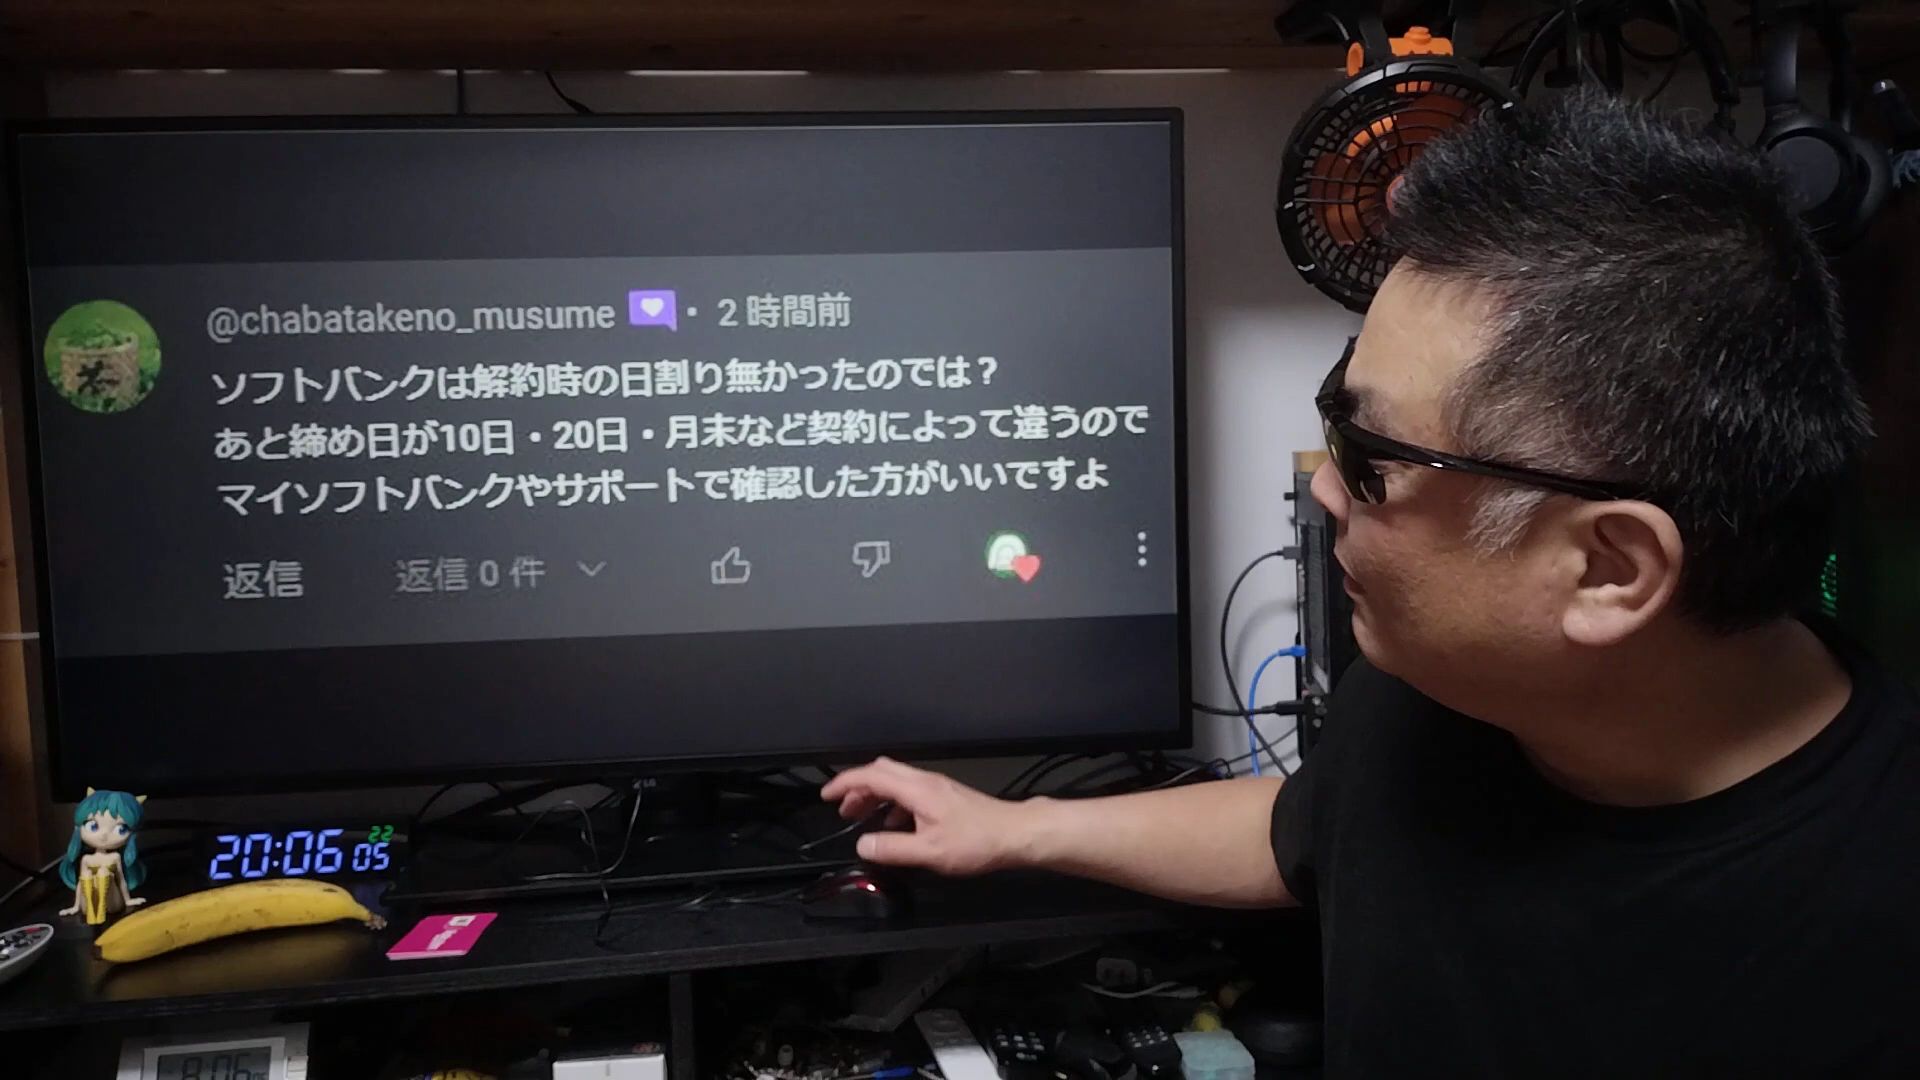 @chabatakeno_musume ・ 2 時間前
ソフトバンクは解約時の日割り無かったのでは？
あと締め日が10日・20日・月末など契約によって違うので
マイソフトバンクやサポートで確認した方がいいですよ
返信 返信 0 件
LG
20:06 05 22
8:06